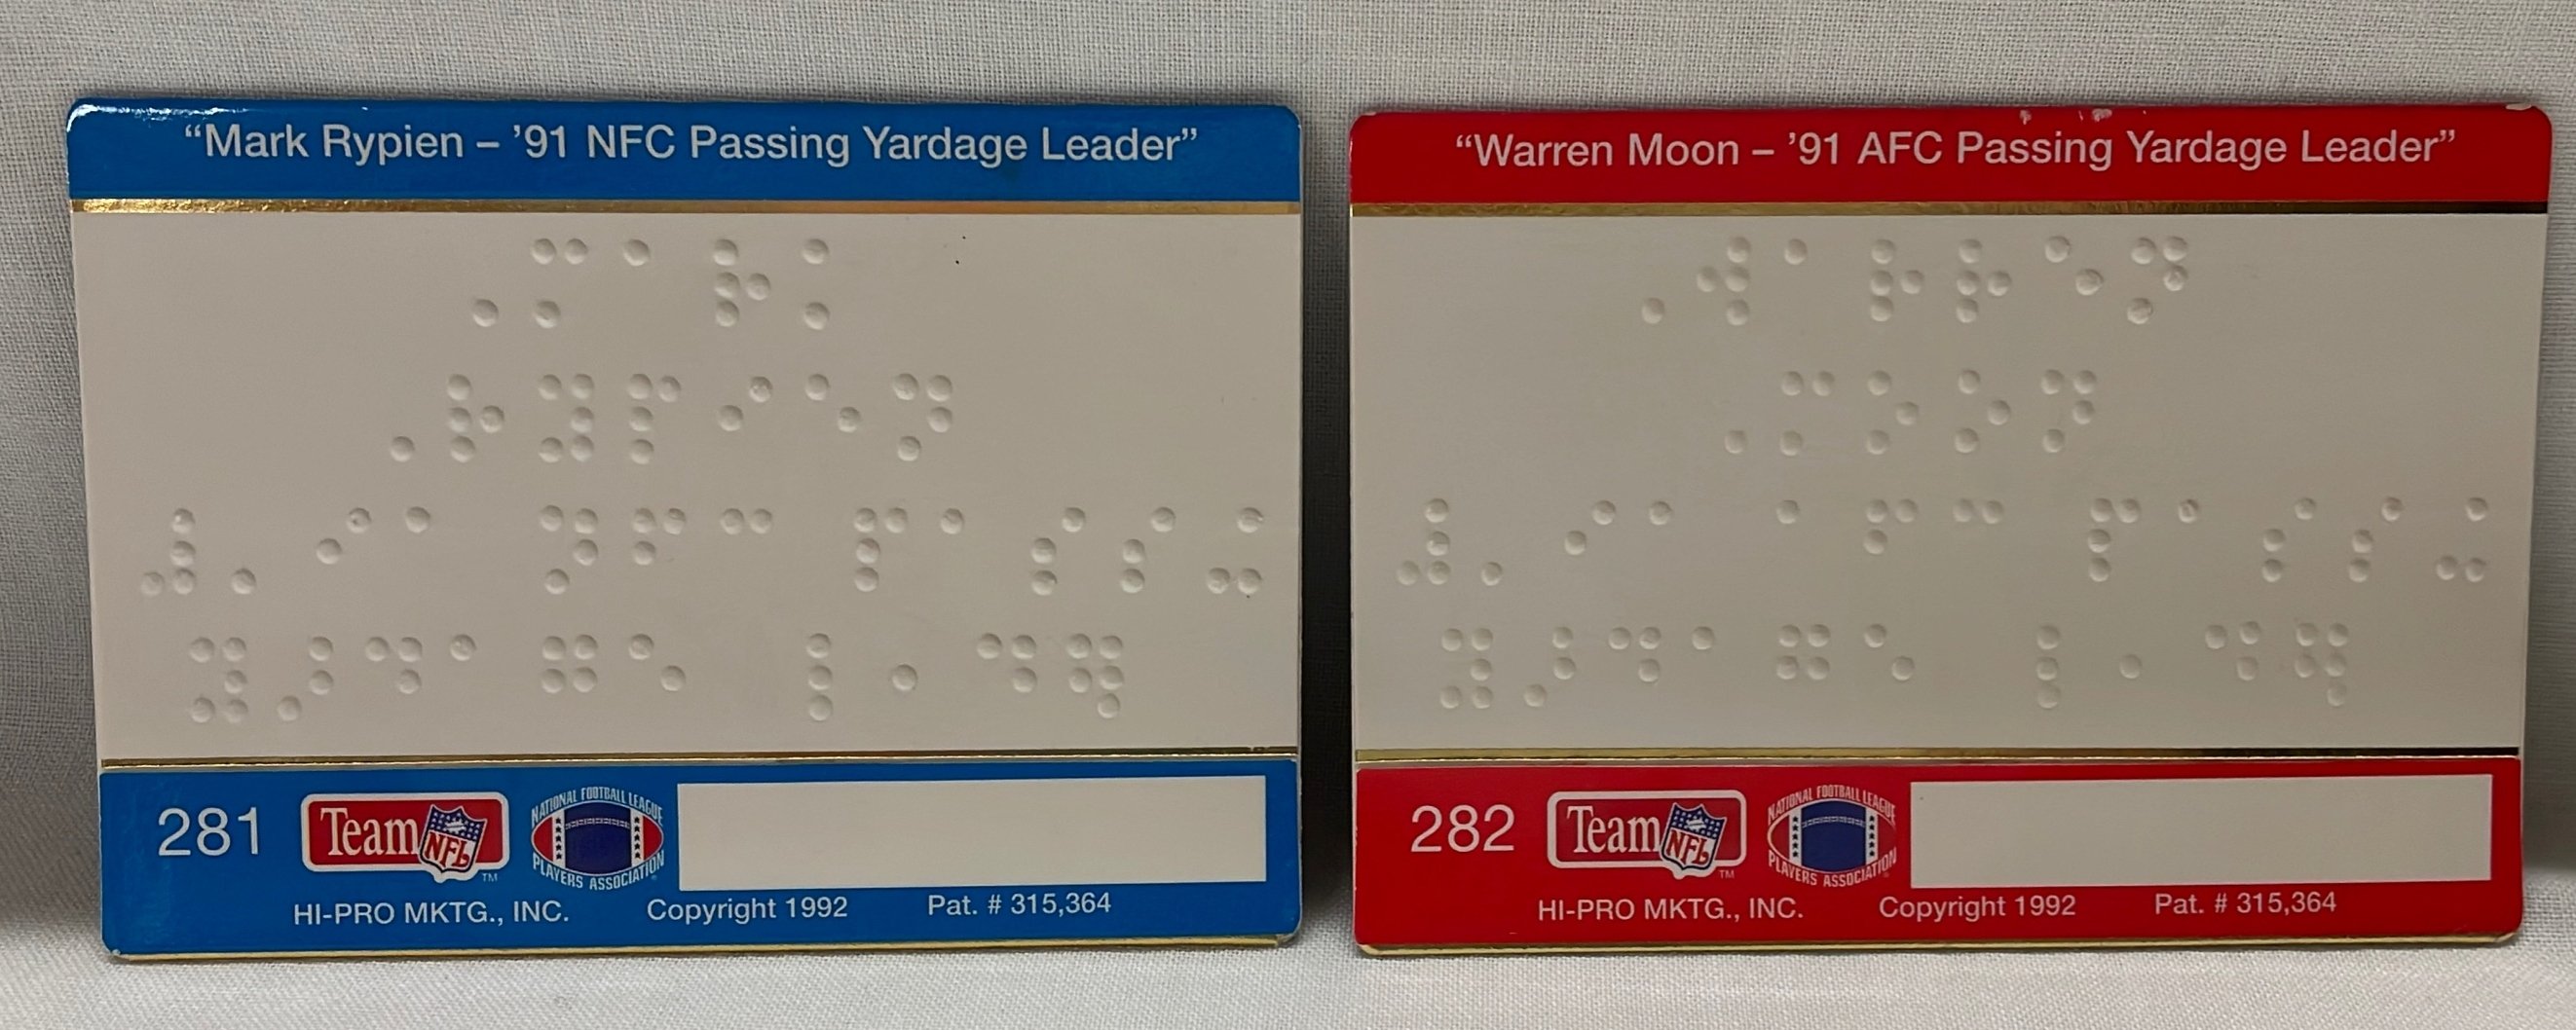 “Mark Rypien – ’91 NFC Passing Yardage Leader”
⠠⠍⠁⠗⠅
⠠⠗⠽⠏⠊⠑⠝
⠼⠄⠊⠁ ⠝⠋⠉ ⠏⠁⠎⠎⠬
⠽⠜⠙⠁⠛⠑ ⠇⠂⠙⠻
281
Team NFL ™
NATIONAL FOOTBALL LEAGUE
PLAYERS ASSOCIATION
HI-PRO MKTG., INC. Copyright 1992 Pat. # 315,364
“Warren Moon – ’91 AFC Passing Yardage Leader”
⠠⠺⠁⠗⠗⠑⠝
⠠⠍⠕⠕⠝
⠼⠄⠊⠁ ⠁⠋⠉ ⠏⠁⠎⠎⠬
⠽⠜⠙⠁⠛⠑ ⠇⠂⠙⠻
282
Team NFL ™
NATIONAL FOOTBALL LEAGUE
PLAYERS ASSOCIATION
HI-PRO MKTG., INC. Copyright 1992 Pat. # 315,364